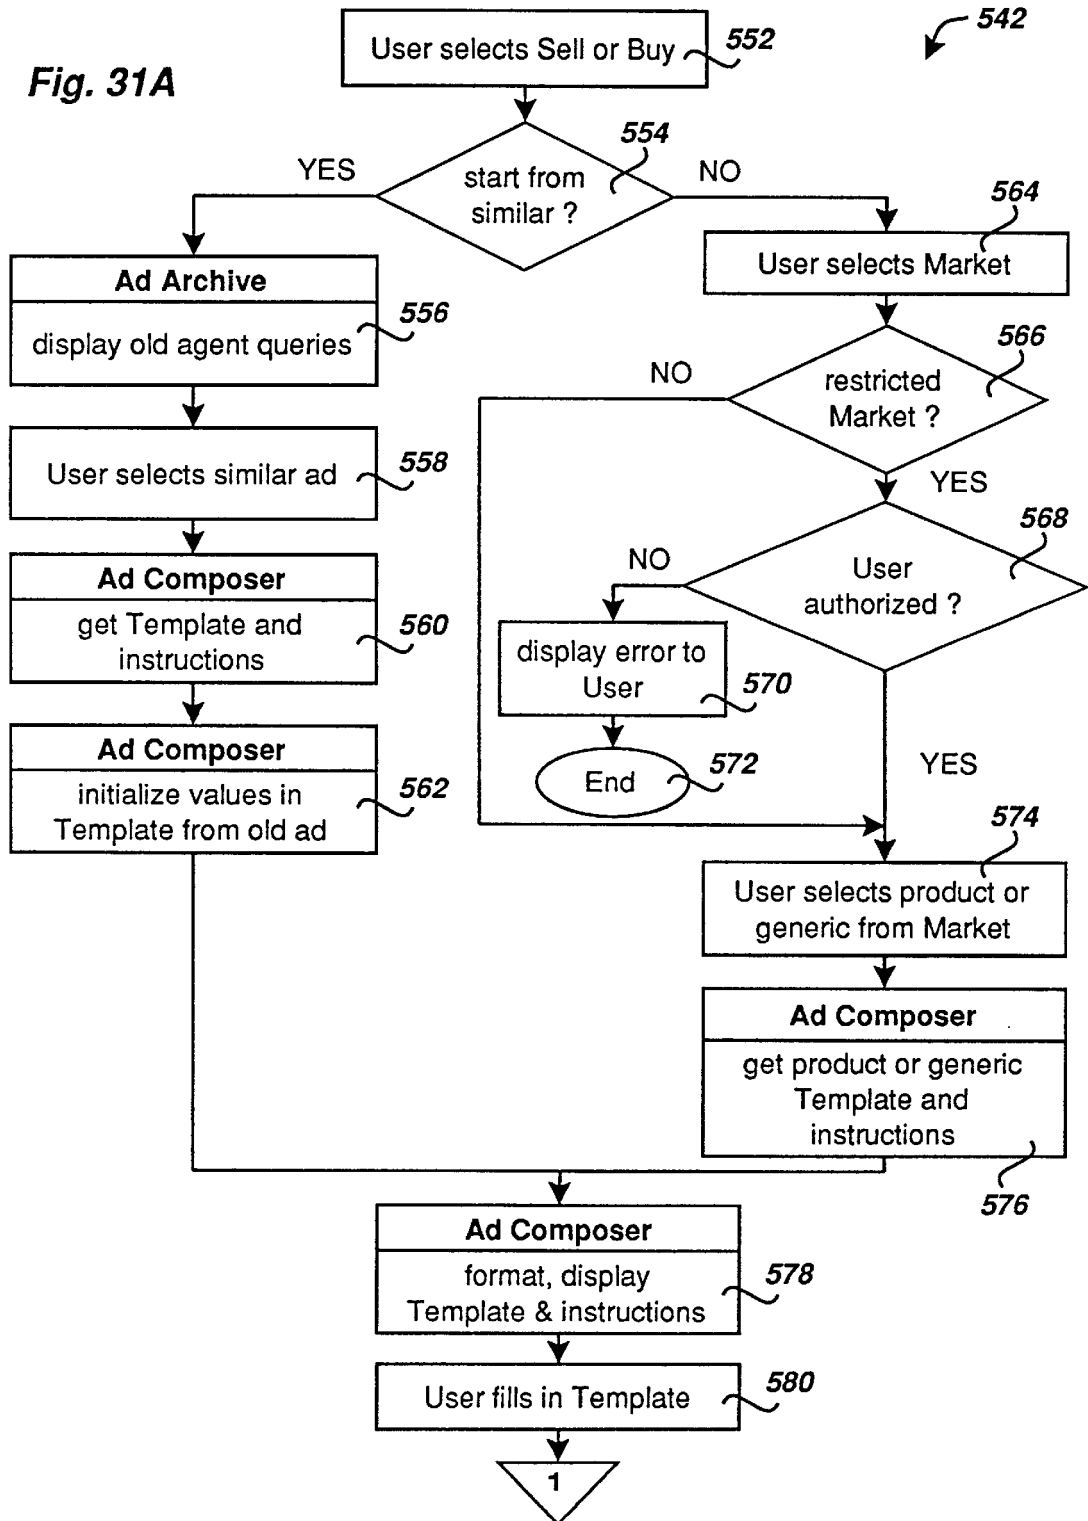 542
User selects Sell or Buy
552
Fig. 31A
554
YES
start from
similar ?
NO
564
User selects Market
Ad Archive
display old agent queries
556
566
NO
restricted
Market ?
User selects similar ad
558
YES
568
Ad Composer
get Template and
instructions
560
NO
User
authorized ?
display error to
User
570
Ad Composer
initialize values in
Template from old ad
562
End
572
YES
574
User selects product or
generic from Market
Ad Composer
get product or generic
Template and
instructions
576
Ad Composer
format, display
Template & instructions
578
User fills in Template
580
1